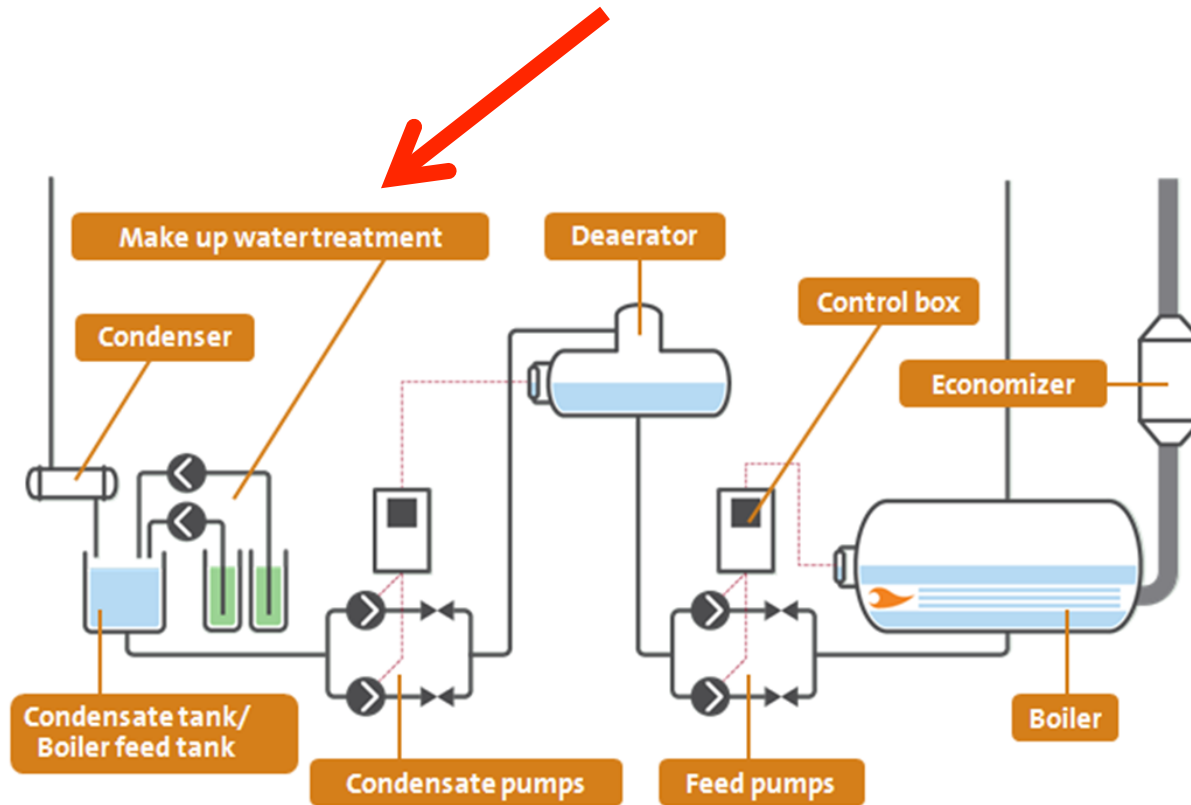 Make up water treatment
Deaerator
Control box
Condenser
Economizer
Condensate tank/
Boiler feed tank
Boiler
Condensate pumps
Feed pumps